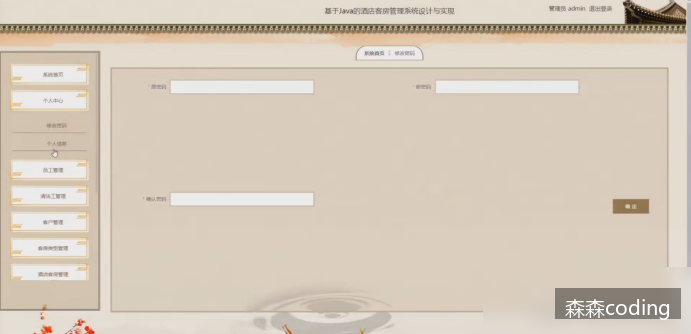 基于Java的酒店客房管理系统设计与实现
管理员 admin 退出登录
系统首页 修改密码
系统首页
个人中心
修改密码
个人信息
员工管理
清洁工管理
客户管理
客房类型管理
酒店客房管理
*原密码
*新密码
*确认密码
确 定
森森coding